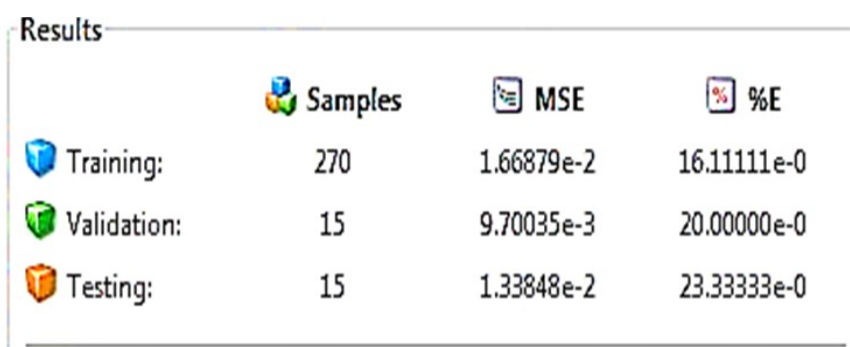 Results
Samples MSE % %E
Training: 270 1.66879e-2 16.11111e-0
Validation: 15 9.70035e-3 20.00000e-0
Testing: 15 1.33848e-2 23.33333e-0